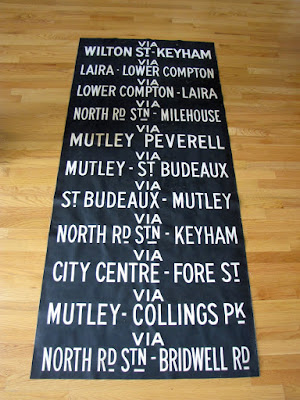 VIA
WILTON ST - KEYHAM
VIA
LAIRA - LOWER COMPTON
VIA
LOWER COMPTON - LAIRA
VIA
NORTH RD STN - MILEHOUSE
VIA
MUTLEY PEVERELL
VIA
MUTLEY - ST BUDEAUX
VIA
ST BUDEAUX - MUTLEY
VIA
NORTH RD STN - KEYHAM
VIA
CITY CENTRE - FORE ST
VIA
MUTLEY - COLLINGS PK
VIA
NORTH RD STN - BRIDWELL RD